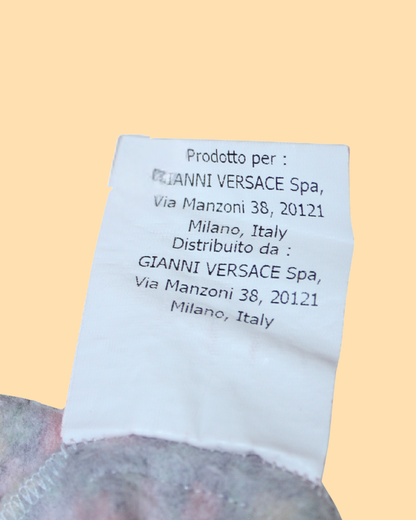 Prodotto per :
GIANNI VERSACE Spa,
Via Manzoni 38, 20121
Milano, Italy
Distribuito da :
GIANNI VERSACE Spa,
Via Manzoni 38, 20121
Milano, Italy